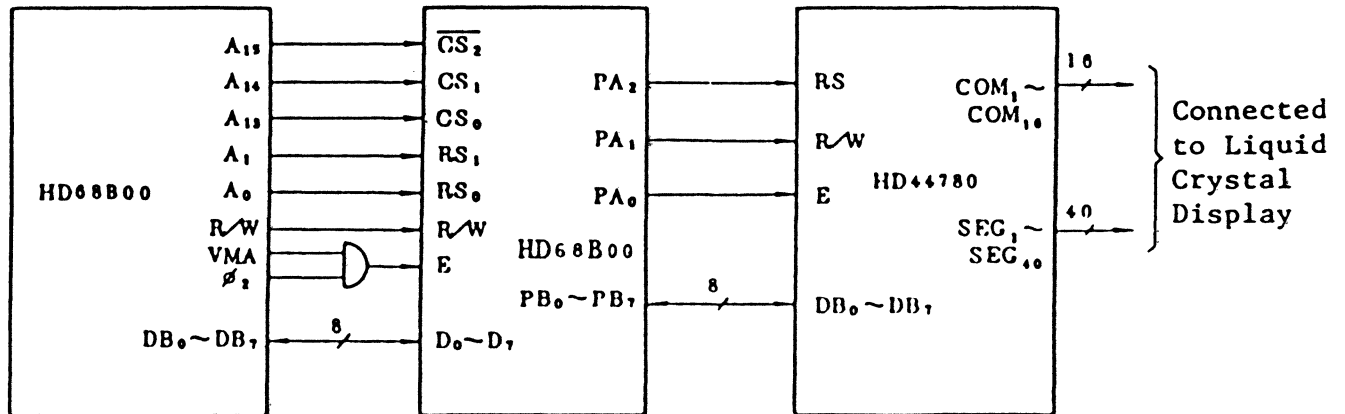 HD68B00
A₁₅
A₁₄
A₁₃
A₁
A₀
R/W
VMA
ø₂
DB₀~DB₇
8
C̅S̅₂̅
CS₁
CS₀
RS₁
RS₀
R/W
E
D₀~D₇
HD68B00
PA₂
PA₁
PA₀
PB₀~PB₇
8
RS
R/W
E
DB₀~DB₇
HD44780
COM₁~
COM₁₆
SEG₁~
SEG₄₀
16
40
Connected
to Liquid
Crystal
Display